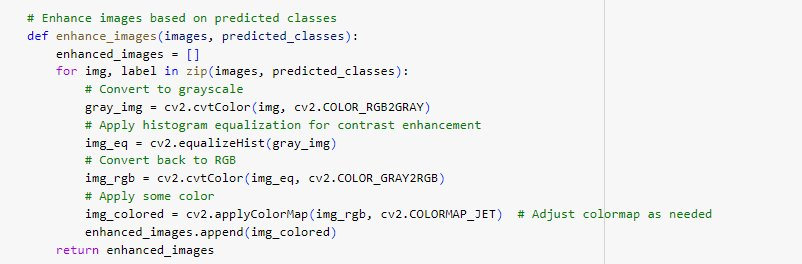 # Enhance images based on predicted classes
def enhance_images(images, predicted_classes):
    enhanced_images = []
    for img, label in zip(images, predicted_classes):
        # Convert to grayscale
        gray_img = cv2.cvtColor(img, cv2.COLOR_RGB2GRAY)
        # Apply histogram equalization for contrast enhancement
        img_eq = cv2.equalizeHist(gray_img)
        # Convert back to RGB
        img_rgb = cv2.cvtColor(img_eq, cv2.COLOR_GRAY2RGB)
        # Apply some color
        img_colored = cv2.applyColorMap(img_rgb, cv2.COLORMAP_JET)  # Adjust colormap as needed
        enhanced_images.append(img_colored)
    return enhanced_images